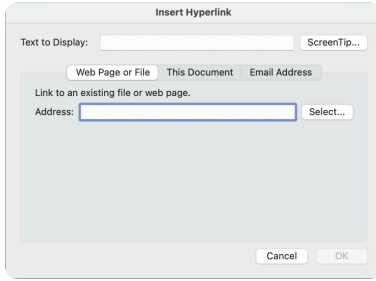 Insert Hyperlink
Text to Display: ScreenTip...
Web Page or File This Document Email Address
Link to an existing file or web page.
Address: Select...
Cancel OK